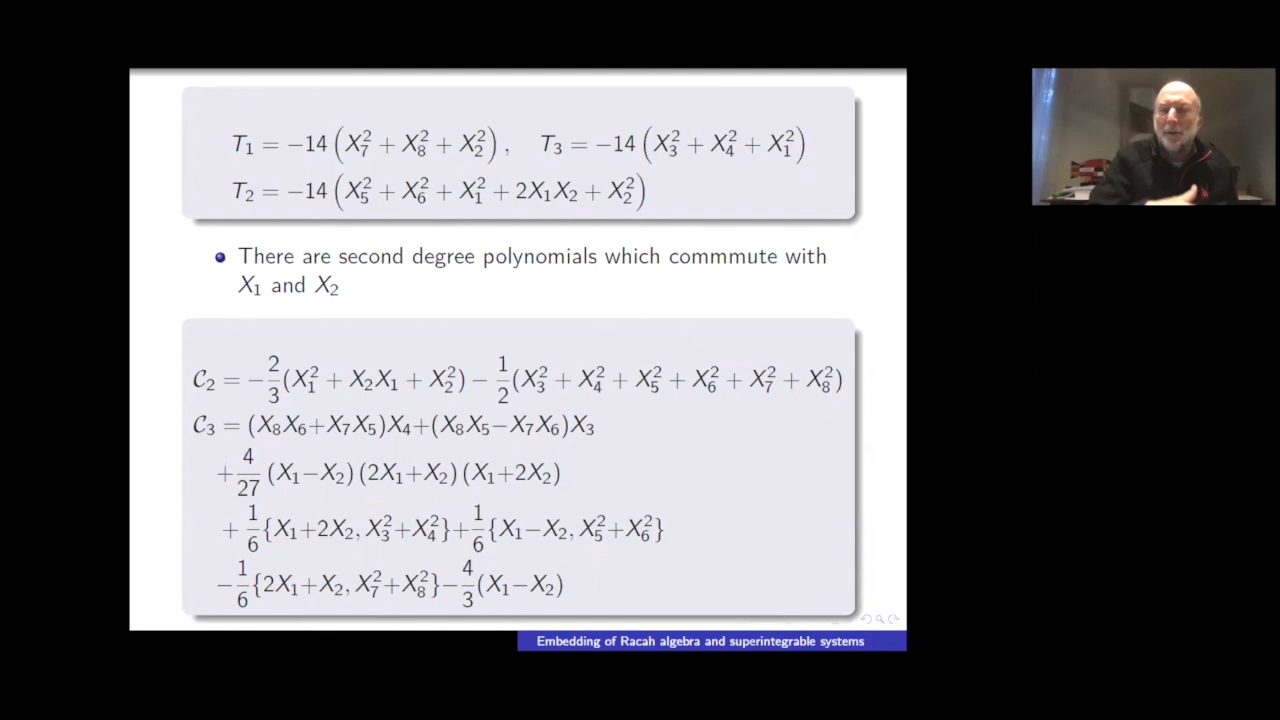 T₁ = −14 (X₇² + X₈² + X₂²), T₃ = −14 (X₃² + X₄² + X₁²)
T₂ = −14 (X₅² + X₆² + X₁² + 2X₁X₂ + X₂²)
There are second degree polynomials which commmute with
X₁ and X₂
𝒞₂ = −2/3(X₁² + X₂X₁ + X₂²) − 1/2(X₃² + X₄² + X₅² + X₆² + X₇² + X₈²)
𝒞₃ = (X₈X₆+X₇X₅)X₄+(X₈X₅−X₇X₆)X₃
+4/27 (X₁−X₂) (2X₁+X₂) (X₁+2X₂)
+1/6{X₁+2X₂, X₃²+X₄²}+1/6{X₁−X₂, X₅²+X₆²}
−1/6{2X₁+X₂, X₇²+X₈²}−4/3(X₁−X₂)
Embedding of Racah algebra and superintegrable systems